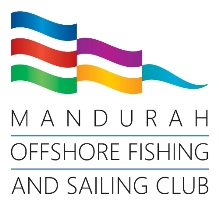 MANDURAH
OFFSHORE FISHING
AND SAILING CLUB